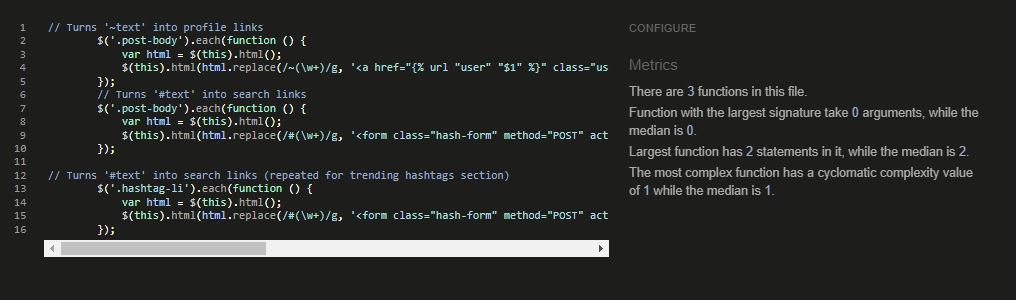 1 // Turns '~text' into profile links
2 $('.post-body').each(function () {
3 var html = $(this).html();
4 $(this).html(html.replace(/~(\w+)/g, '<a href="{% url "user" "$1" %}" class="us
5 });
6 // Turns '#text' into search links
7 $('.post-body').each(function () {
8 var html = $(this).html();
9 $(this).html(html.replace(/#(\w+)/g, '<form class="hash-form" method="POST" act
10 });
11
12 // Turns '#text' into search links (repeated for trending hashtags section)
13 $('.hashtag-li').each(function () {
14 var html = $(this).html();
15 $(this).html(html.replace(/#(\w+)/g, '<form class="hash-form" method="POST" act
16 });
CONFIGURE
Metrics
There are 3 functions in this file.
Function with the largest signature take 0 arguments, while the
median is 0.
Largest function has 2 statements in it, while the median is 2.
The most complex function has a cyclomatic complexity value
of 1 while the median is 1.